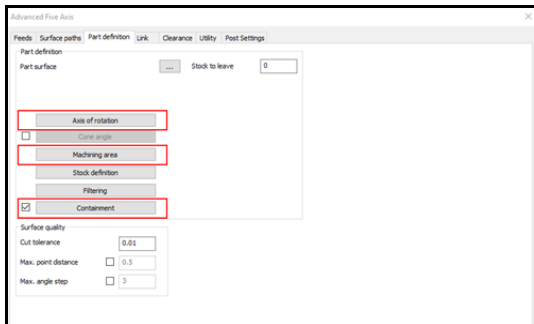 Advanced Five Axis
Feeds Surface paths Part definition Link Clearance Utility Post Settings
Part definition
Part surface ... Stock to leave 0
Axis of rotation
Cone angle
Machining area
Stock definition
Filtering
Containment
Surface quality
Cut tolerance 0.01
Max. point distance 0.5
Max. angle step 3